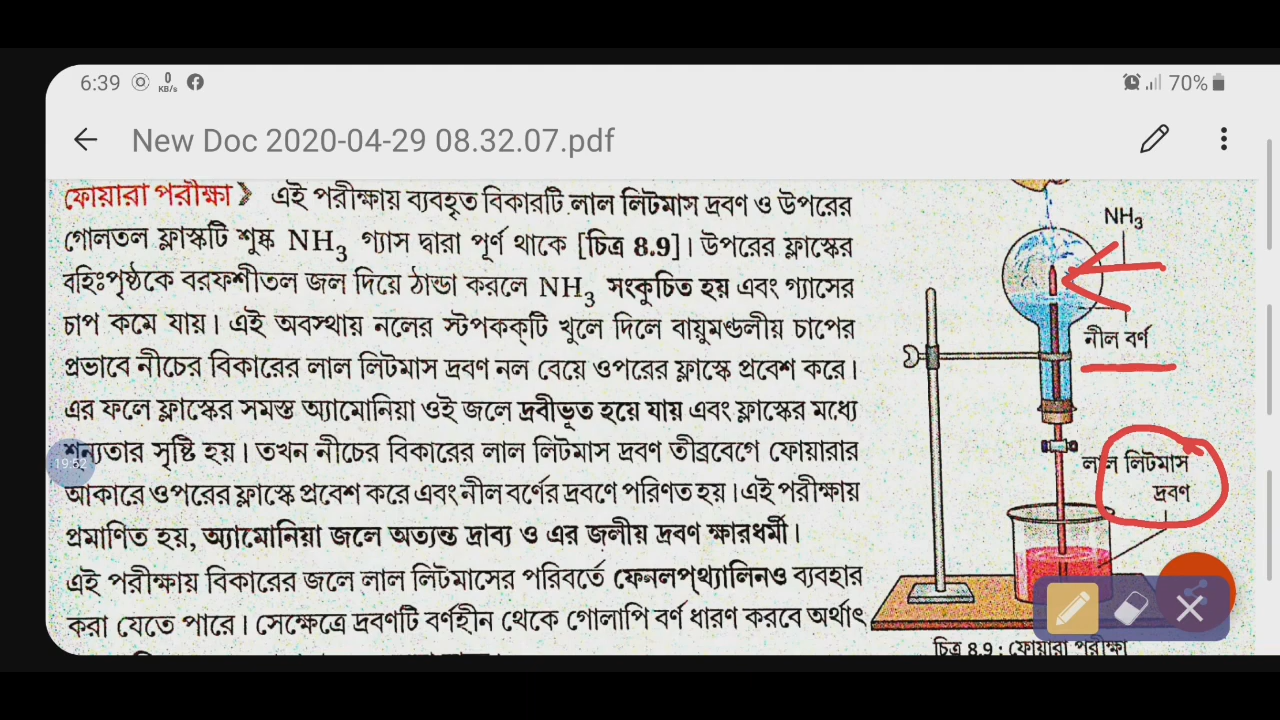 6:39
0
KB/s
70%
New Doc 2020-04-29 08.32.07.pdf
ফোয়ারা পরীক্ষা》 এই পরীক্ষায় ব্যবহৃত বিকারটি লাল লিটমাস দ্রবণ ও উপরের
গোলতল ফ্লাস্কটি শুষ্ক NH₃ গ্যাস দ্বারা পূর্ণ থাকে [চিত্র 8.9]। উপরের ফ্লাস্কের
বহিঃপৃষ্ঠকে বরফশীতল জল দিয়ে ঠান্ডা করলে NH₃ সংকুচিত হয় এবং গ্যাসের
চাপ কমে যায়। এই অবস্থায় নলের স্টপকক্‌টি খুলে দিলে বায়ুমণ্ডলীয় চাপের
প্রভাবে নীচের বিকারের লাল লিটমাস দ্রবণ নল বেয়ে ওপরের ফ্লাস্কে প্রবেশ করে।
এর ফলে ফ্লাস্কের সমস্ত অ্যামোনিয়া ওই জলে দ্রবীভূত হয়ে যায় এবং ফ্লাস্কের মধ্যে
শূন্যতার সৃষ্টি হয়। তখন নীচের বিকারের লাল লিটমাস দ্রবণ তীব্রবেগে ফোয়ারার
আকারে ওপরের ফ্লাস্কে প্রবেশ করে এবং নীল বর্ণের দ্রবণে পরিণত হয়। এই পরীক্ষায়
প্রমাণিত হয়, অ্যামোনিয়া জলে অত্যন্ত দ্রাব্য ও এর জলীয় দ্রবণ ক্ষারধর্মী।
এই পরীক্ষায় বিকারের জলে লাল লিটমাসের পরিবর্তে ফেনলপ্‌থ্যালিনও ব্যবহার
করা যেতে পারে। সেক্ষেত্রে দ্রবণটি বর্ণহীন থেকে গোলাপি বর্ণ ধারণ করবে অর্থাৎ
19:52
NH₃
নীল বর্ণ
লাল লিটমাস
দ্রবণ
চিত্র 8.9 : ফোয়ারা পরীক্ষা